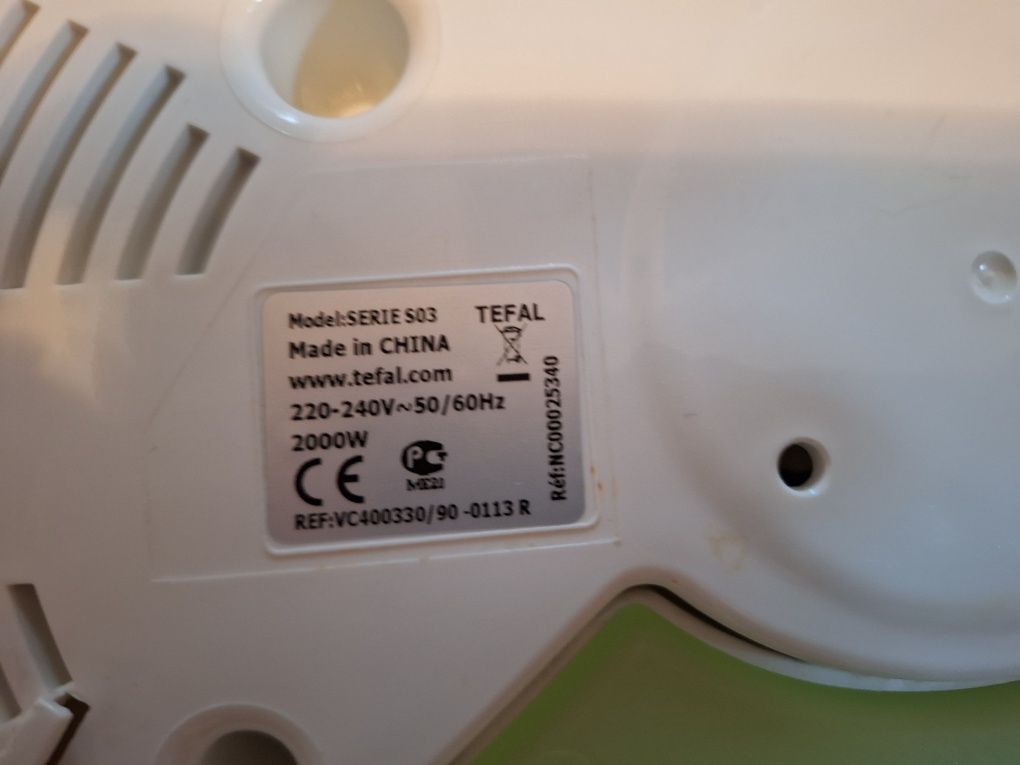 Model:SERIE S03
TEFAL
Made in CHINA
www.tefal.com
220-240V~50/60Hz
2000W
CE
PC
REF:VC400330/90 -0113 R
Réf:NC00025340